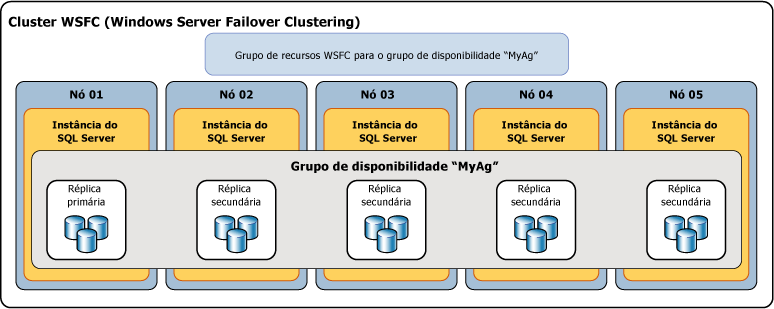 Cluster WSFC (Windows Server Failover Clustering)
Grupo de recursos WSFC para o grupo de disponibilidade “MyAg”
Nó 01
Nó 02
Nó 03
Nó 04
Nó 05
Instância do
SQL Server
Instância do
SQL Server
Instância do
SQL Server
Instância do
SQL Server
Instância do
SQL Server
Grupo de disponibilidade “MyAg”
Réplica
primária
Réplica
secundária
Réplica
secundária
Réplica
secundária
Réplica
secundária